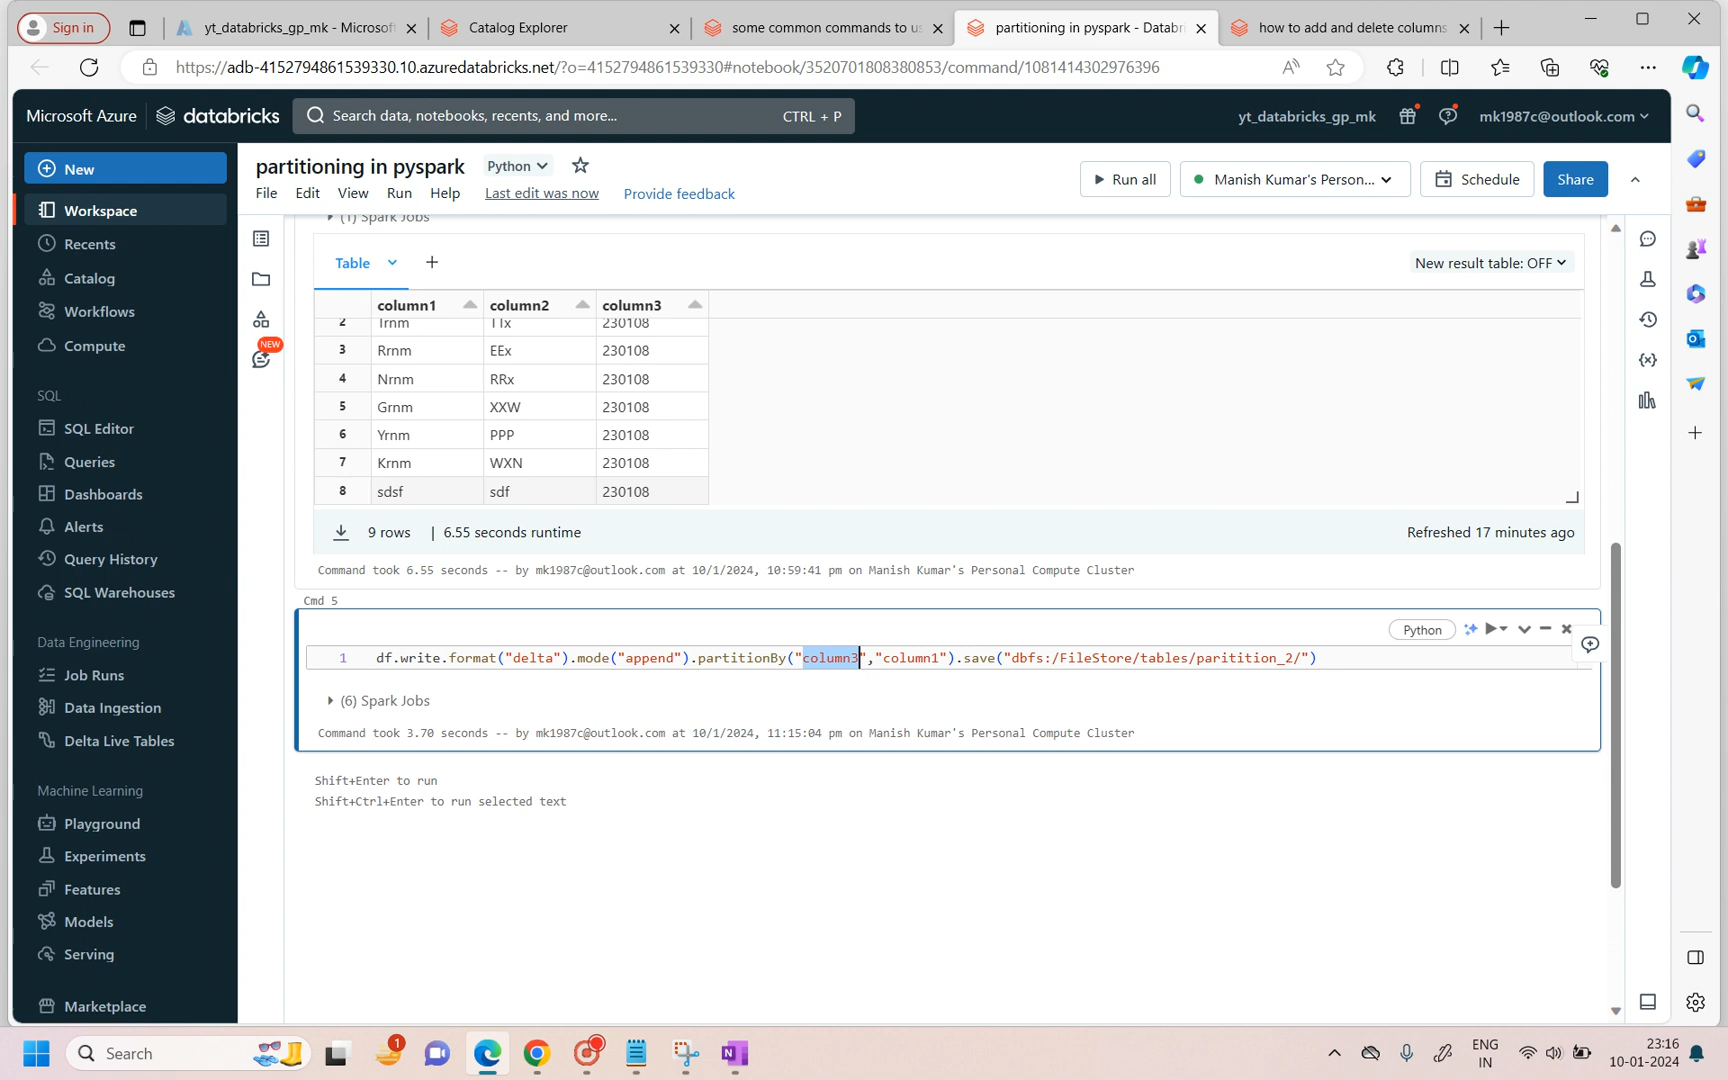 Sign in
yt_databricks_gp_mk - Microsoft
Catalog Explorer
some common commands to us
partitioning in pyspark - Databri
how to add and delete columns
https://adb-4152794861539330.10.azuredatabricks.net/?o=4152794861539330#notebook/3520701808380853/command/1081414302976396
Microsoft Azure
databricks
Search data, notebooks, recents, and more...
CTRL + P
yt_databricks_gp_mk
mk1987c@outlook.com
New
Workspace
Recents
Catalog
Workflows
Compute
SQL
SQL Editor
Queries
Dashboards
Alerts
Query History
SQL Warehouses
Data Engineering
Job Runs
Data Ingestion
Delta Live Tables
Machine Learning
Playground
Experiments
Features
Models
Serving
Marketplace
partitioning in pyspark
Python
File Edit View Run Help Last edit was now Provide feedback
Run all
Manish Kumar's Person...
Schedule
Share
NEW
(1) Spark Jobs
Table
+
New result table: OFF
column1 column2 column3
2 Trnm TTx 230108
3 Rrnm EEx 230108
4 Nrnm RRx 230108
5 Grnm XXW 230108
6 Yrnm PPP 230108
7 Krnm WXN 230108
8 sdsf sdf 230108
9 rows | 6.55 seconds runtime
Refreshed 17 minutes ago
Command took 6.55 seconds -- by mk1987c@outlook.com at 10/1/2024, 10:59:41 pm on Manish Kumar's Personal Compute Cluster
Cmd 5
Python
1 df.write.format("delta").mode("append").partitionBy("column3","column1").save("dbfs:/FileStore/tables/paritition_2/")
(6) Spark Jobs
Command took 3.70 seconds -- by mk1987c@outlook.com at 10/1/2024, 11:15:04 pm on Manish Kumar's Personal Compute Cluster
Shift+Enter to run
Shift+Ctrl+Enter to run selected text
Search
1
ENG
IN
23:16
10-01-2024